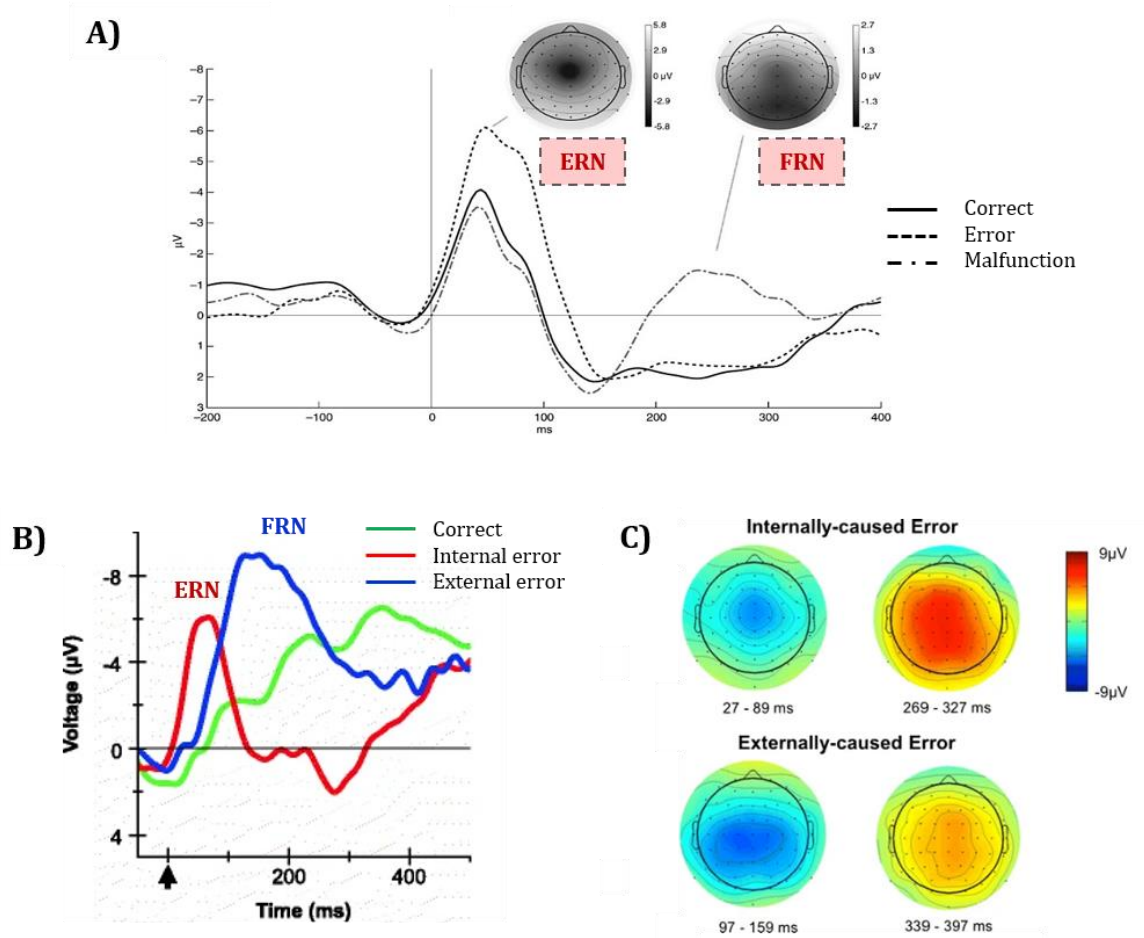 A)
5.8
2.9
0 µV
-2.9
-5.8
2.7
1.3
0 µV
-1.3
-2.7
ERN
FRN
−8
−7
−6
−5
−4
−3
−2
−1
0
1
2
3
µV
−200
−100
0
100
200
300
400
ms
Correct
Error
Malfunction
B)
FRN
ERN
Correct
Internal error
External error
-8
-4
0
4
Voltage (µV)
200
400
Time (ms)
C)
Internally-caused Error
27 - 89 ms
269 - 327 ms
9µV
-9µV
Externally-caused Error
97 - 159 ms
339 - 397 ms